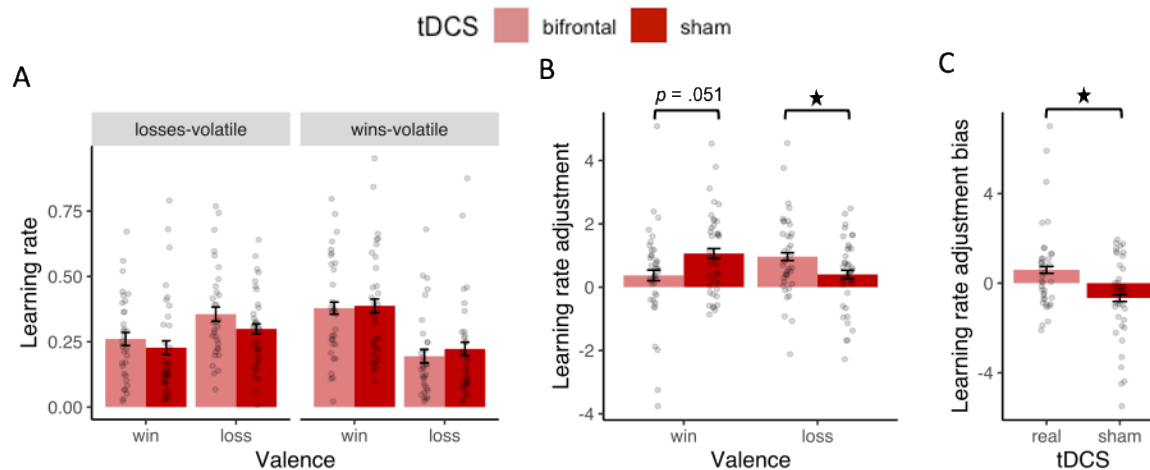 tDCS bifrontal sham
A
losses-volatile wins-volatile
Learning rate
0.75
0.50
0.25
0.00
win loss win loss
Valence
B
p = .051 ★
Learning rate adjustment
4
2
0
-2
-4
win loss
Valence
C
★
Learning rate adjustment bias
4
0
-4
real sham
tDCS